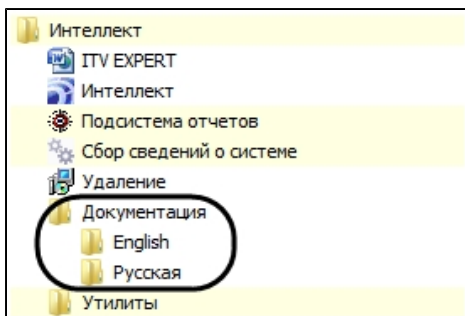 Интеллект
ITV EXPERT
Интеллект
Подсистема отчетов
Сбор сведений о системе
Удаление
Документация
English
Русская
Утилиты